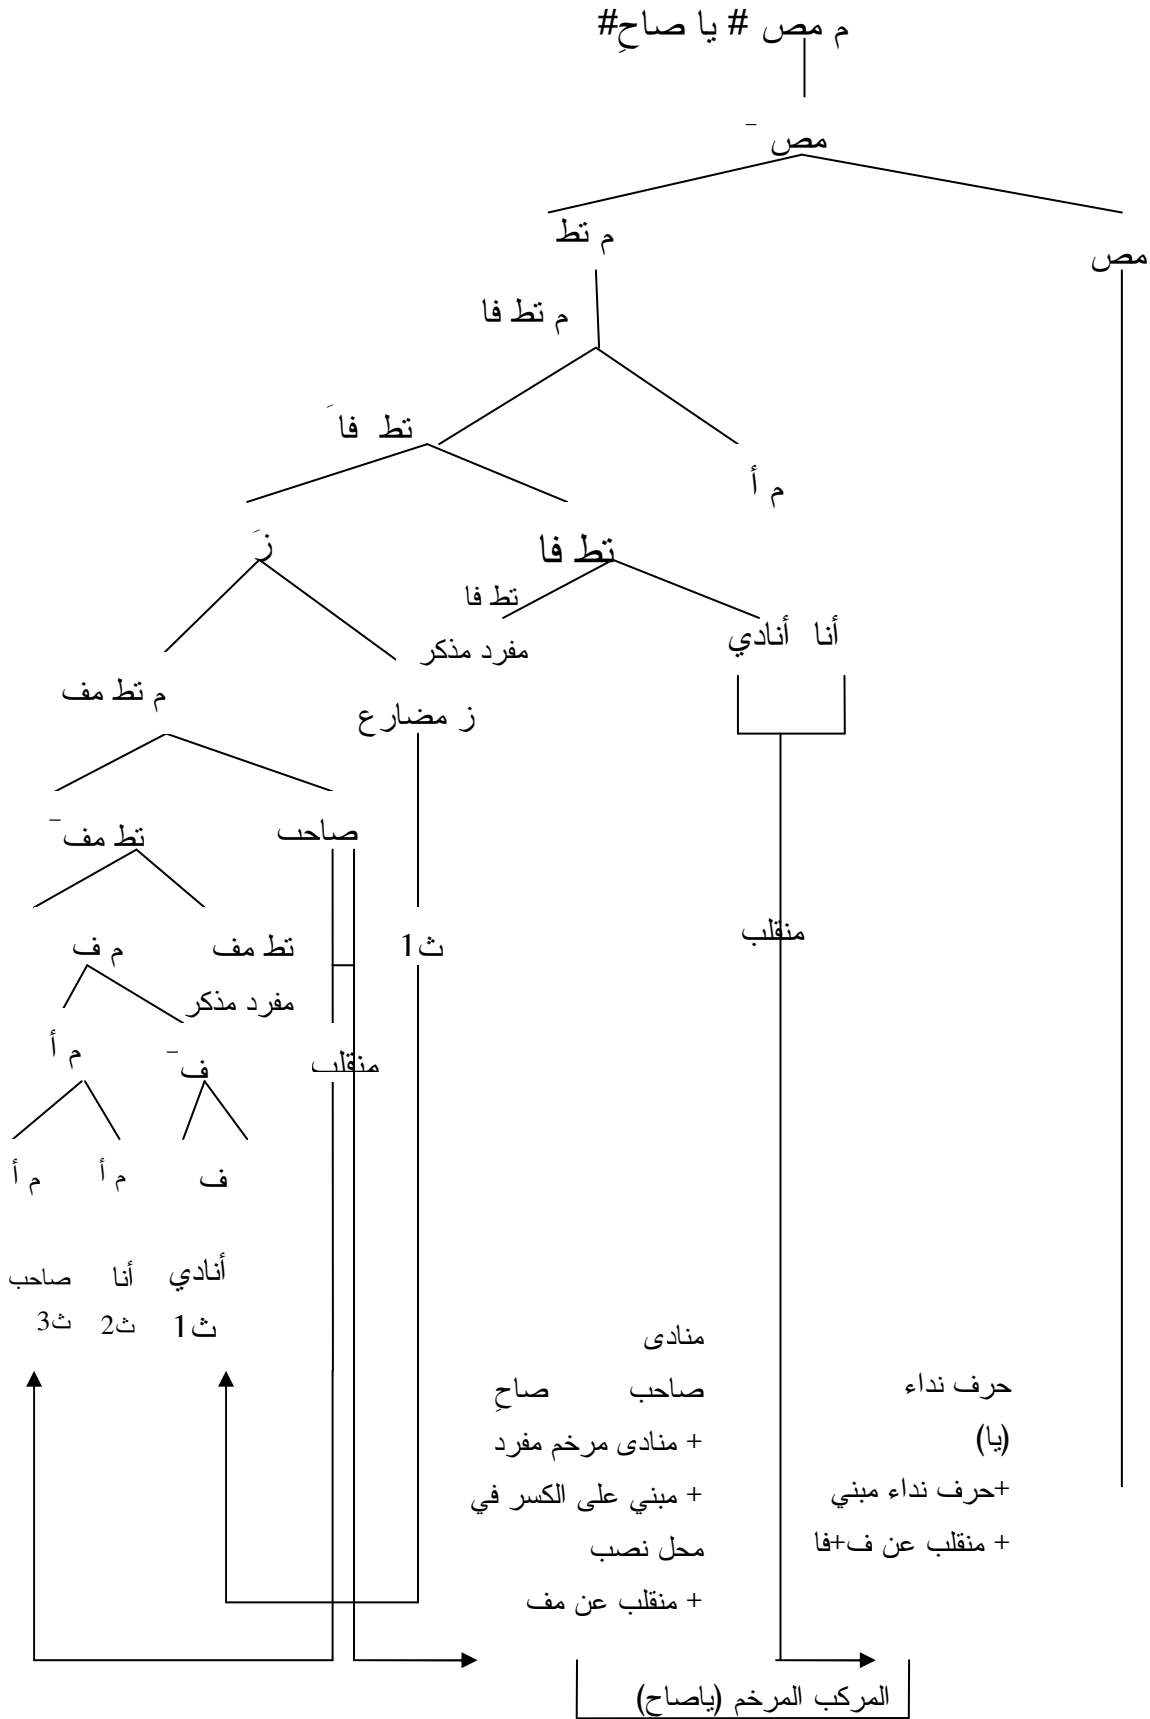 م مص # يا صاحِ#
مص ¯
م تط
مص
م تط فا
تط فا َ
م أ
زَ
تط فا
تط فا
مفرد مذكر
أنا أنادي
م تط مف
ز مضارع
تط مف¯
صاحب
م ف
تط مف
مفرد مذكر
ث1
منقلب
م أ
ف¯
منقلب
م أ
م أ
ف
أنادي
أنا
صاحب
ث1
ث2
ث3
حرف نداء
(يا)
+حرف نداء مبني
+ منقلب عن ف+فا
منادى
صاحب صاحِ
+ منادى مرخم مفرد
+ مبني على الكسر في
محل نصب
+ منقلب عن مف
المركب المرخم (ياصاح)